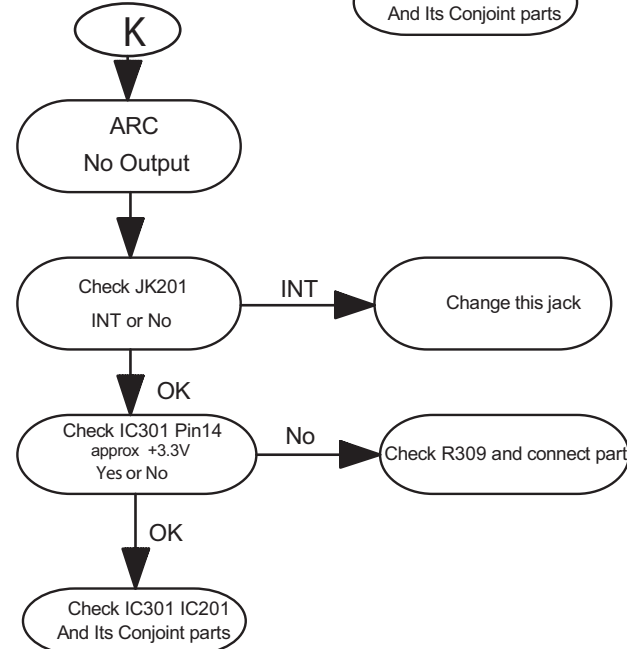 K
And Its Conjoint parts
ARC
No Output
Check JK201
INT or No
INT
Change this jack
OK
Check IC301 Pin14
approx +3.3V
Yes or No
No
Check R309 and connect part
OK
Check IC301 IC201
And Its Conjoint parts